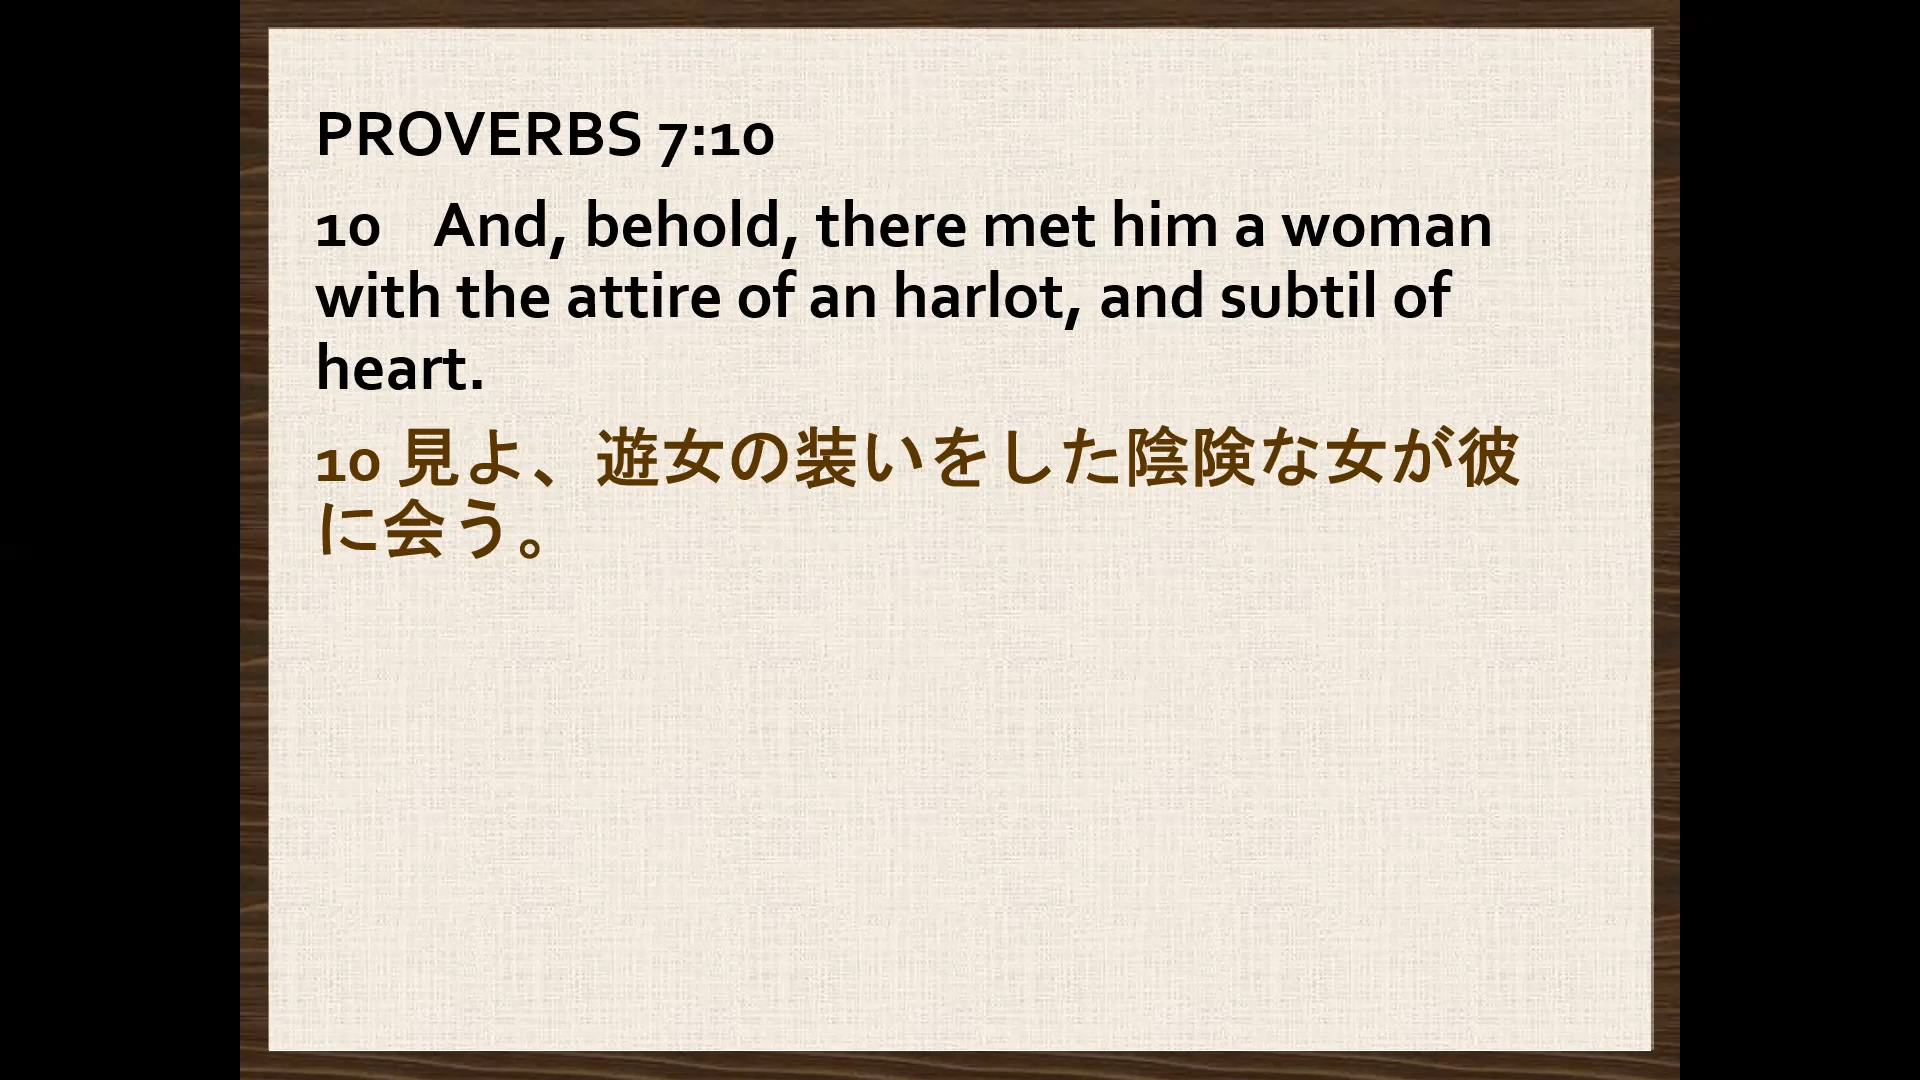 PROVERBS 7:10
10 And, behold, there met him a woman
with the attire of an harlot, and subtil of
heart.
10 見よ、遊女の装いをした陰険な女が彼
に会う。